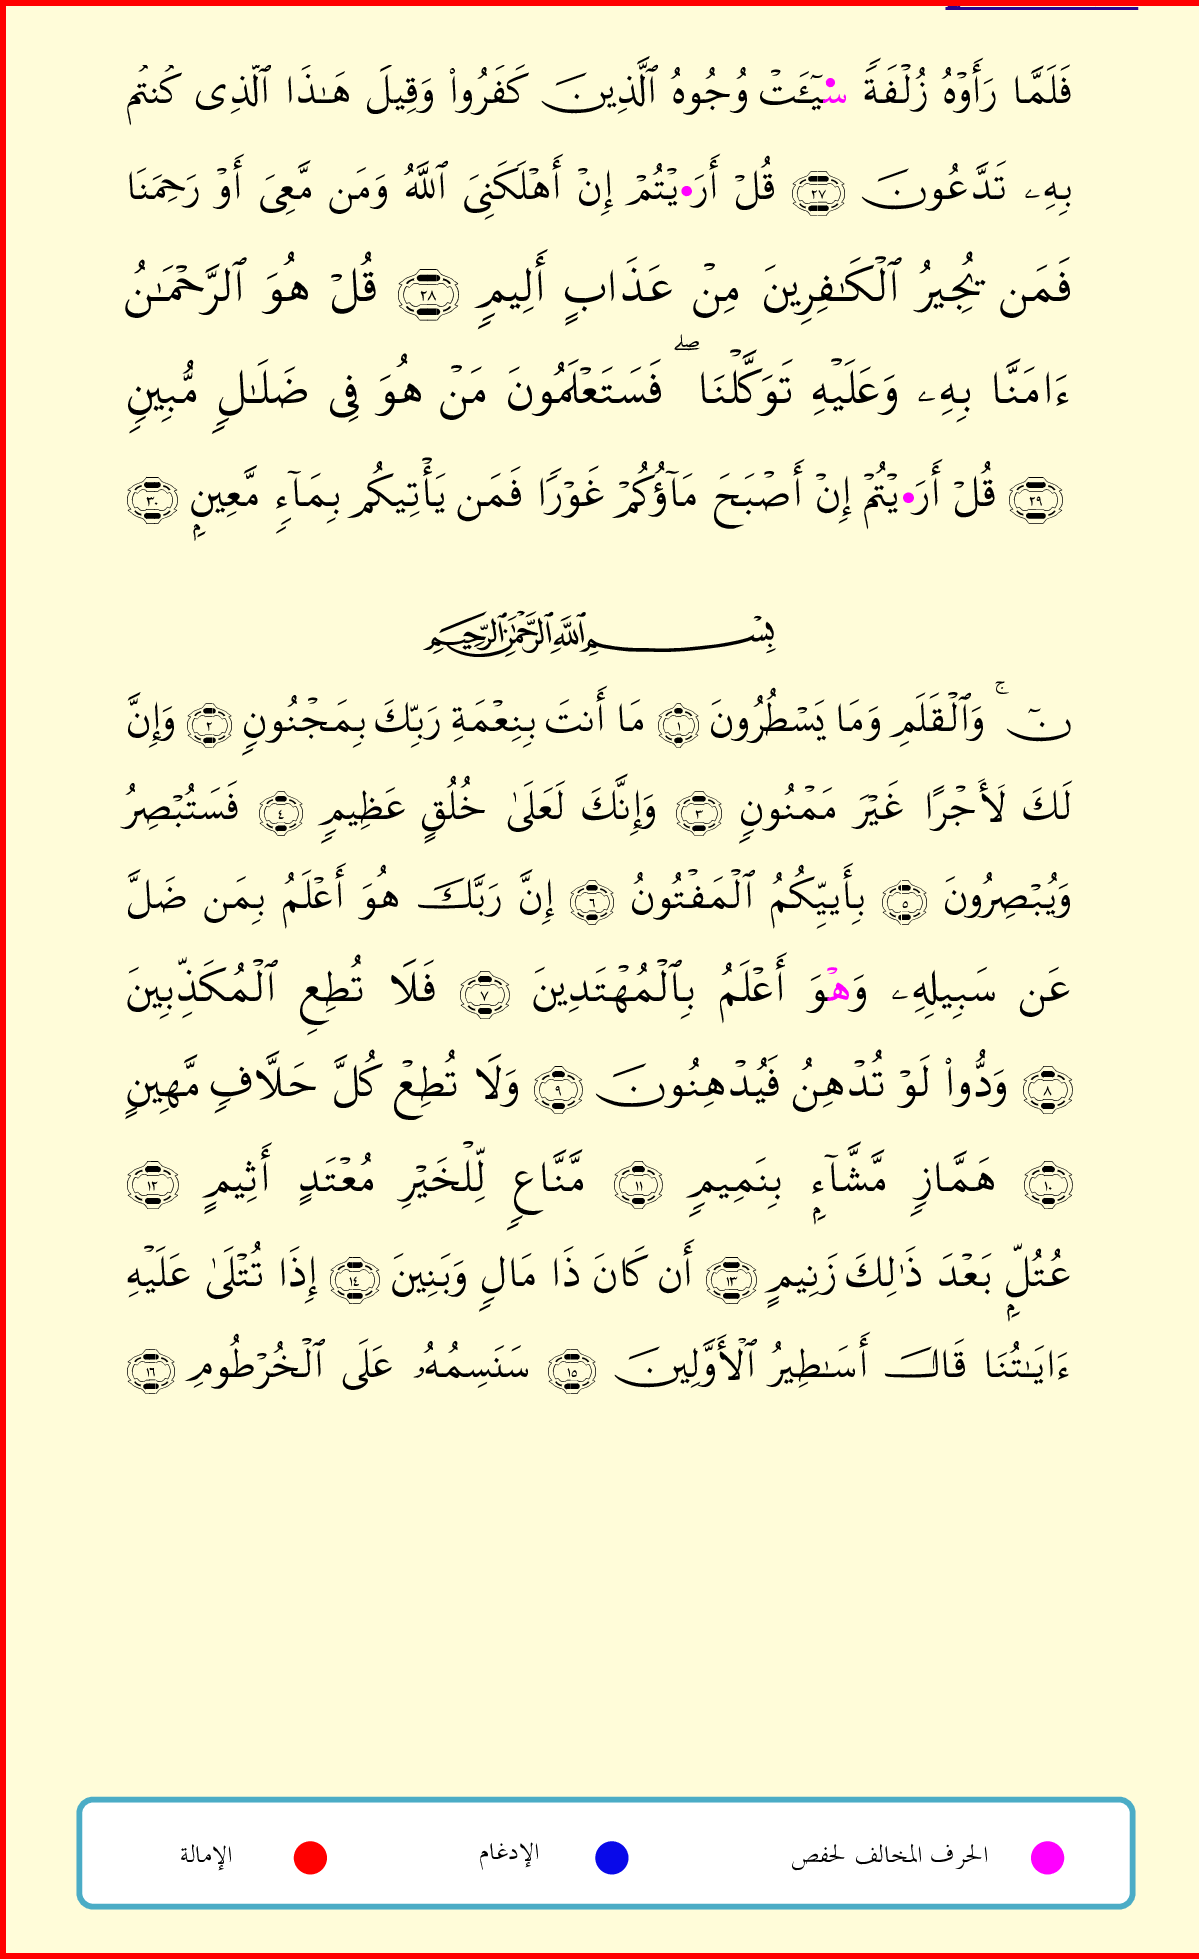 فَلَمَّا رَأَوۡهُ زُلۡفَةٗ سِيٓـَٔتۡ وُجُوهُ ٱلَّذِينَ كَفَرُواْ وَقِيلَ هَٰذَا ٱلَّذِى كُنتُم
بِهِۦ تَدَّعُونَ ٢٧ قُلۡ أَرَ•يۡتُمۡ إِنۡ أَهۡلَكَنِىَ ٱللَّهُ وَمَن مَّعِىَ أَوۡ رَحِمَنَا
فَمَن يُجِيرُ ٱلۡكَٰفِرِينَ مِنۡ عَذَابٍ أَلِيمٖ ٢٨ قُلۡ هُوَ ٱلرَّحۡمَٰنُ
ءَامَنَّا بِهِۦ وَعَلَيۡهِ تَوَكَّلۡنَاۖ فَسَتَعۡلَمُونَ مَنۡ هُوَ فِى ضَلَٰلٖ مُّبِينٖ
٢٩ قُلۡ أَرَ•يۡتُمۡ إِنۡ أَصۡبَحَ مَآؤُكُمۡ غَوۡرٗا فَمَن يَأۡتِيكُم بِمَآءٖ مَّعِينِۭ ٣٠
بِسۡمِ ٱللَّهِ ٱلرَّحۡمَٰنِ ٱلرَّحِيمِ
نٓۚ وَٱلۡقَلَمِ وَمَا يَسۡطُرُونَ ١ مَا أَنتَ بِنِعۡمَةِ رَبِّكَ بِمَجۡنُونٖ ٢ وَإِنَّ
لَكَ لَأَجۡرًا غَيۡرَ مَمۡنُونٖ ٣ وَإِنَّكَ لَعَلَىٰ خُلُقٍ عَظِيمٖ ٤ فَسَتُبۡصِرُ
وَيُبۡصِرُونَ ٥ بِأَييِّكُمُ ٱلۡمَفۡتُونُ ٦ إِنَّ رَبَّكَ هُوَ أَعۡلَمُ بِمَن ضَلَّ
عَن سَبِيلِهِۦ وَهۡوَ أَعۡلَمُ بِٱلۡمُهۡتَدِينَ ٧ فَلَا تُطِعِ ٱلۡمُكَذِّبِينَ
٨ وَدُّواْ لَوۡ تُدۡهِنُ فَيُدۡهِنُونَ ٩ وَلَا تُطِعۡ كُلَّ حَلَّافٖ مَّهِينٍ
١٠ هَمَّازٖ مَّشَّآءِۭ بِنَمِيمٖ ١١ مَّنَّاعٖ لِّلۡخَيۡرِ مُعۡتَدٍ أَثِيمٍ ١٢
عُتُلِّۭ بَعۡدَ ذَٰلِكَ زَنِيمٍ ١٣ أَن كَانَ ذَا مَالٖ وَبَنِينَ ١٤ إِذَا تُتۡلَىٰ عَلَيۡهِ
ءَايَٰتُنَا قَالَ أَسَٰطِيرُ ٱلۡأَوَّلِينَ ١٥ سَنَسِمُهُۥ عَلَى ٱلۡخُرۡطُومِ ١٦
الحرف المخالف لحفص الإدغام الإمالة